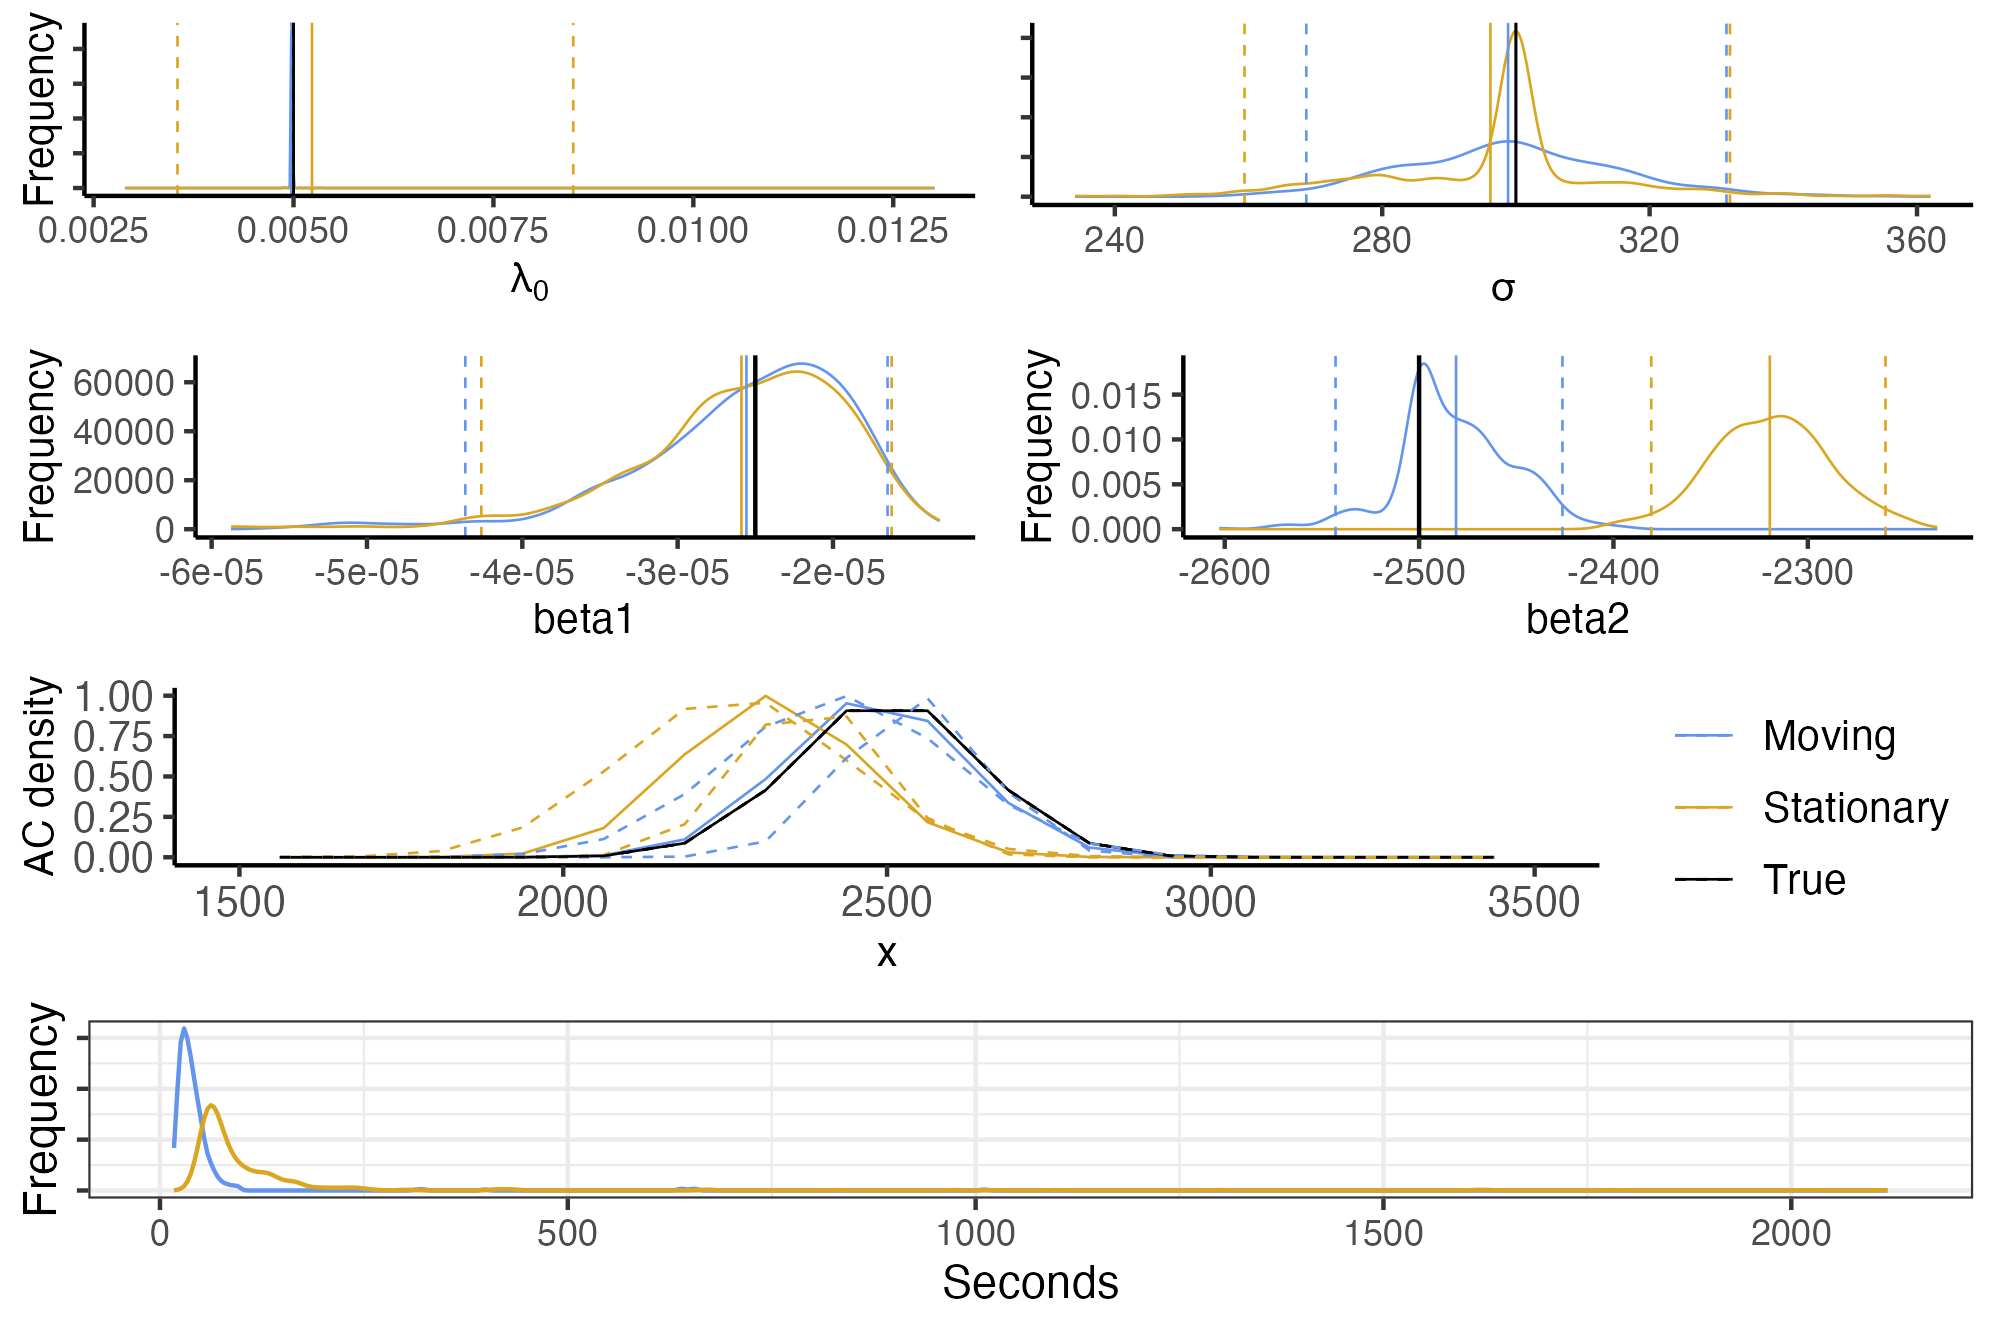 Frequency
0.0025 0.0050 0.0075 0.0100 0.0125
λ0
Frequency
240 280 320 360
σ
Frequency
60000
40000
20000
0
-6e-05 -5e-05 -4e-05 -3e-05 -2e-05
beta1
Frequency
0.015
0.010
0.005
0.000
-2600 -2500 -2400 -2300
beta2
AC density
1.00
0.75
0.50
0.25
0.00
1500 2000 2500 3000 3500
x
Moving
Stationary
True
Frequency
0 500 1000 1500 2000
Seconds